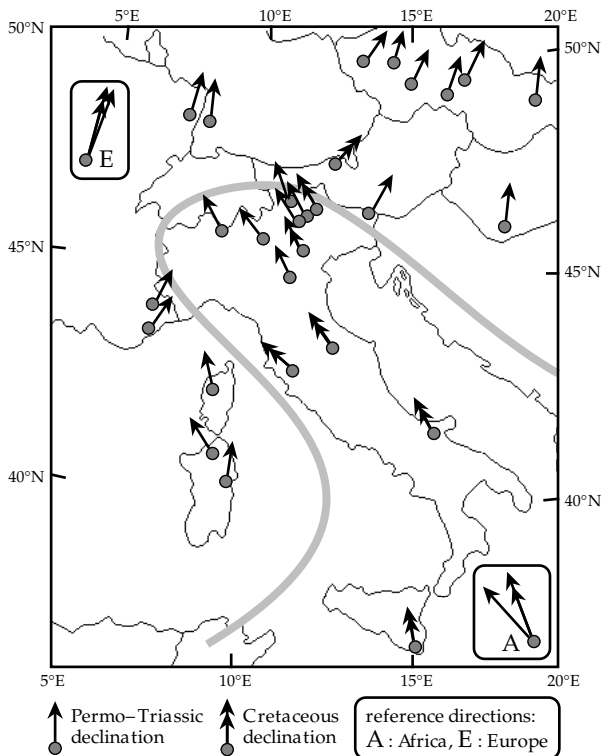 5°E 10°E 15°E 20°E
50°N
50°N
E
45°N
45°N
40°N
40°N
A
5°E 10°E 15°E 20°E
Permo–Triassic declination
Cretaceous declination
reference directions:
A : Africa, E : Europe